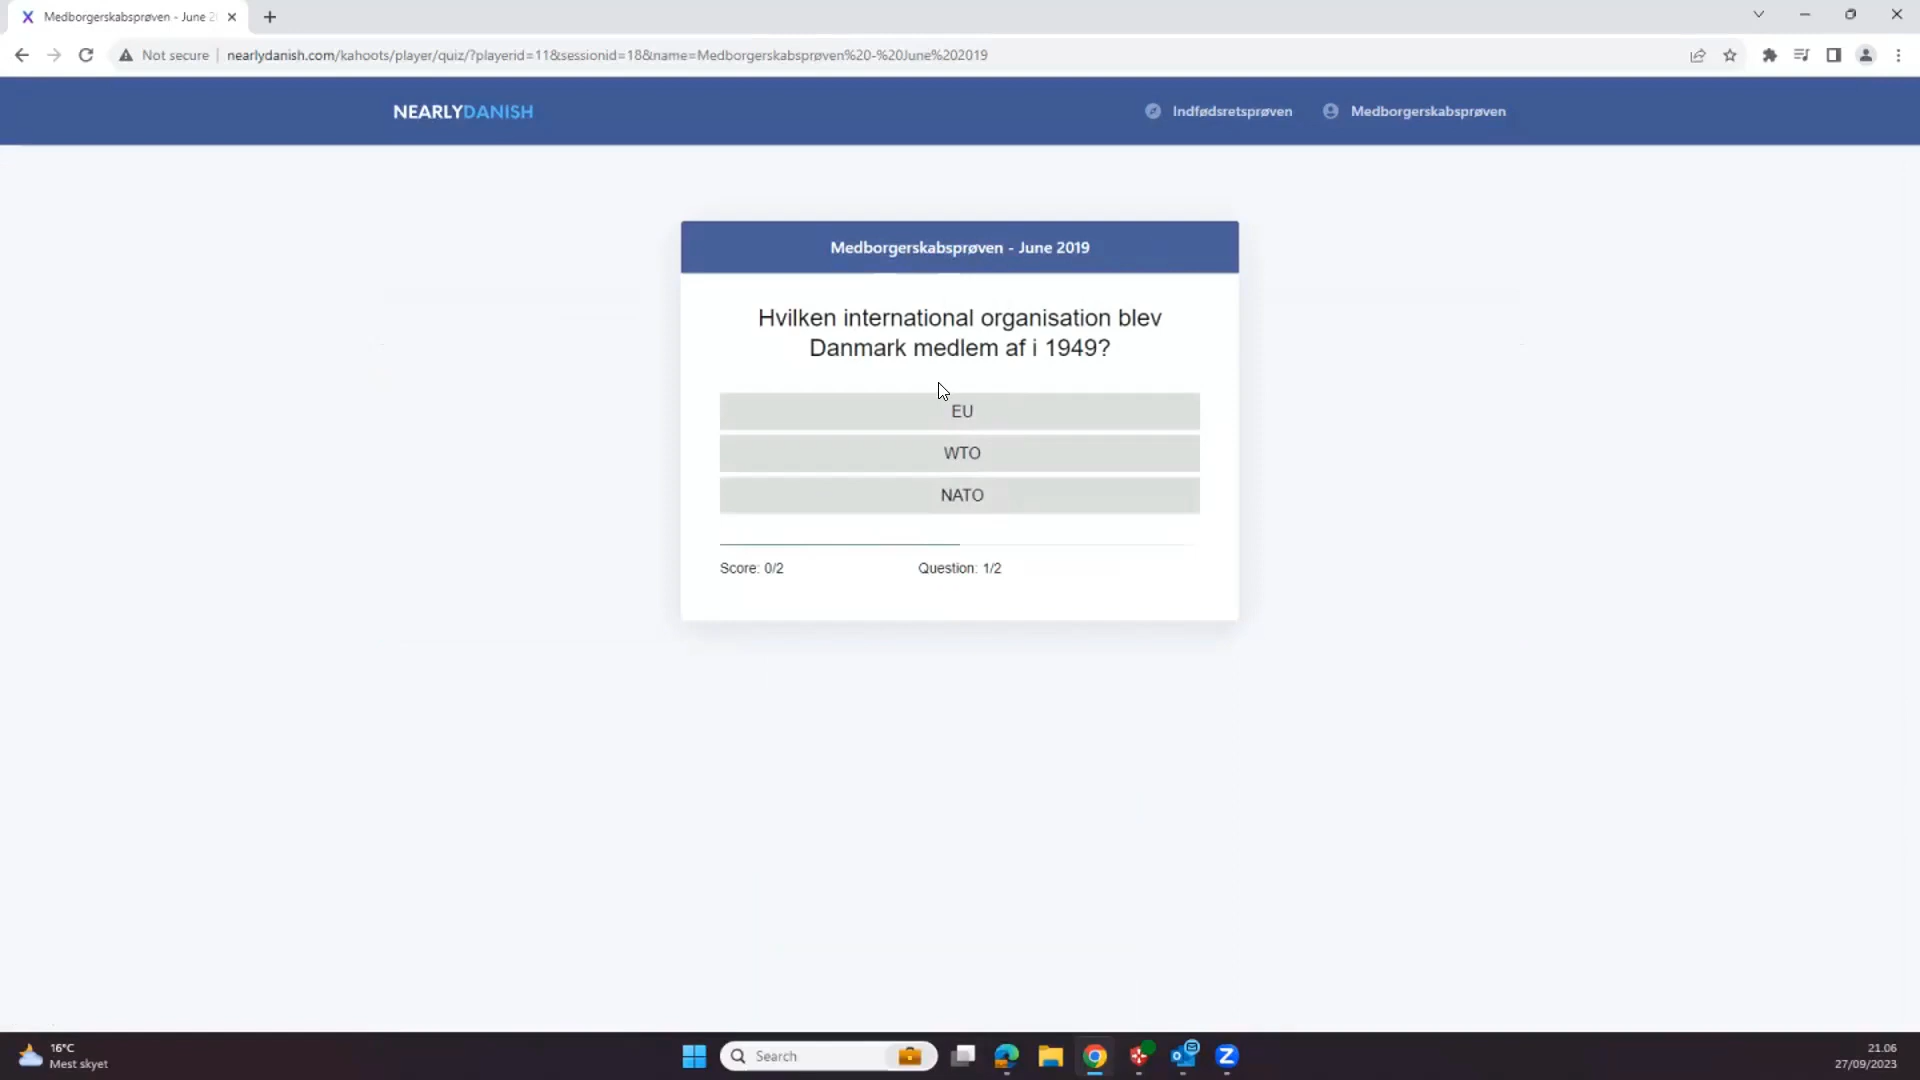 Medborgerskabsprøven - June 2
Not secure
nearlydanish.com/kahoots/player/quiz/?playerid=11&sessionid=18&name=Medborgerskabsprøven%20-%20June%202019
NEARLYDANISH
Indfødsretsprøven
Medborgerskabsprøven
Medborgerskabsprøven - June 2019
Hvilken international organisation blev
Danmark medlem af i 1949?
EU
WTO
NATO
Score: 0/2
Question: 1/2
16°C
Mest skyet
Search
21.06
27/09/2023